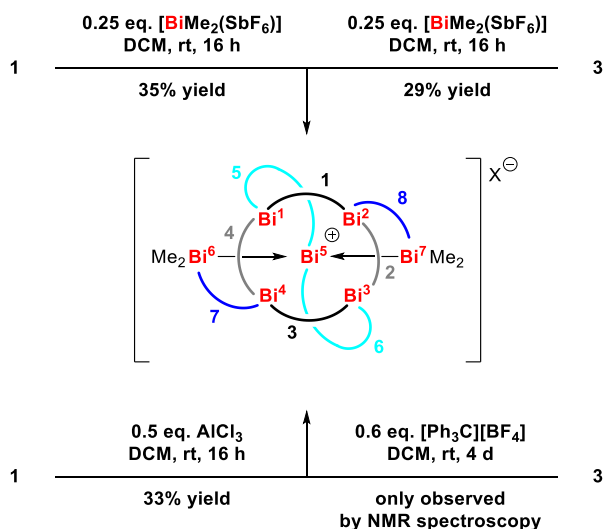 0.25 eq. [BiMe₂(SbF₆)] 0.25 eq. [BiMe₂(SbF₆)]
DCM, rt, 16 h DCM, rt, 16 h
1 3
35% yield 29% yield
5 1 X⊖
8
Bi¹ Bi²
4 ⊕
Me₂Bi⁶ Bi⁵ Bi⁷Me₂
2
Bi⁴ Bi³
7 3 6
0.5 eq. AlCl₃ 0.6 eq. [Ph₃C][BF₄]
DCM, rt, 16 h DCM, rt, 4 d
1 3
33% yield only observed
by NMR spectroscopy